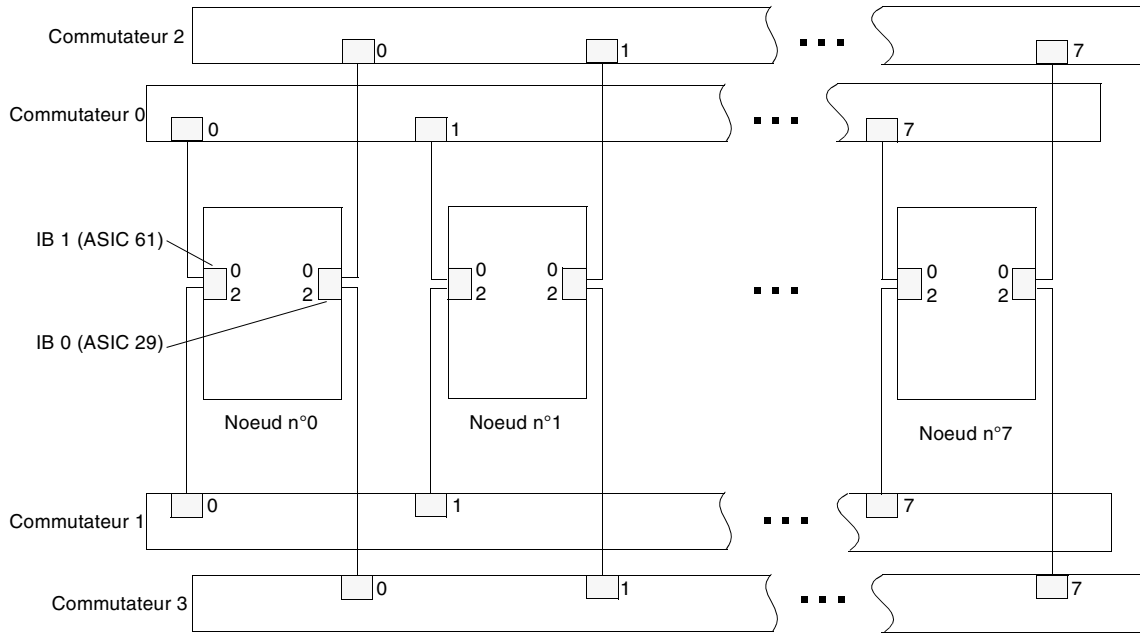 Commutateur 2
0
1
7
Commutateur 0
0
1
7
IB 1 (ASIC 61)
0
0
0
0
0
0
2
2
2
2
2
2
IB 0 (ASIC 29)
Noeud n°0
Noeud n°1
Noeud n°7
Commutateur 1
0
1
7
Commutateur 3
0
1
7